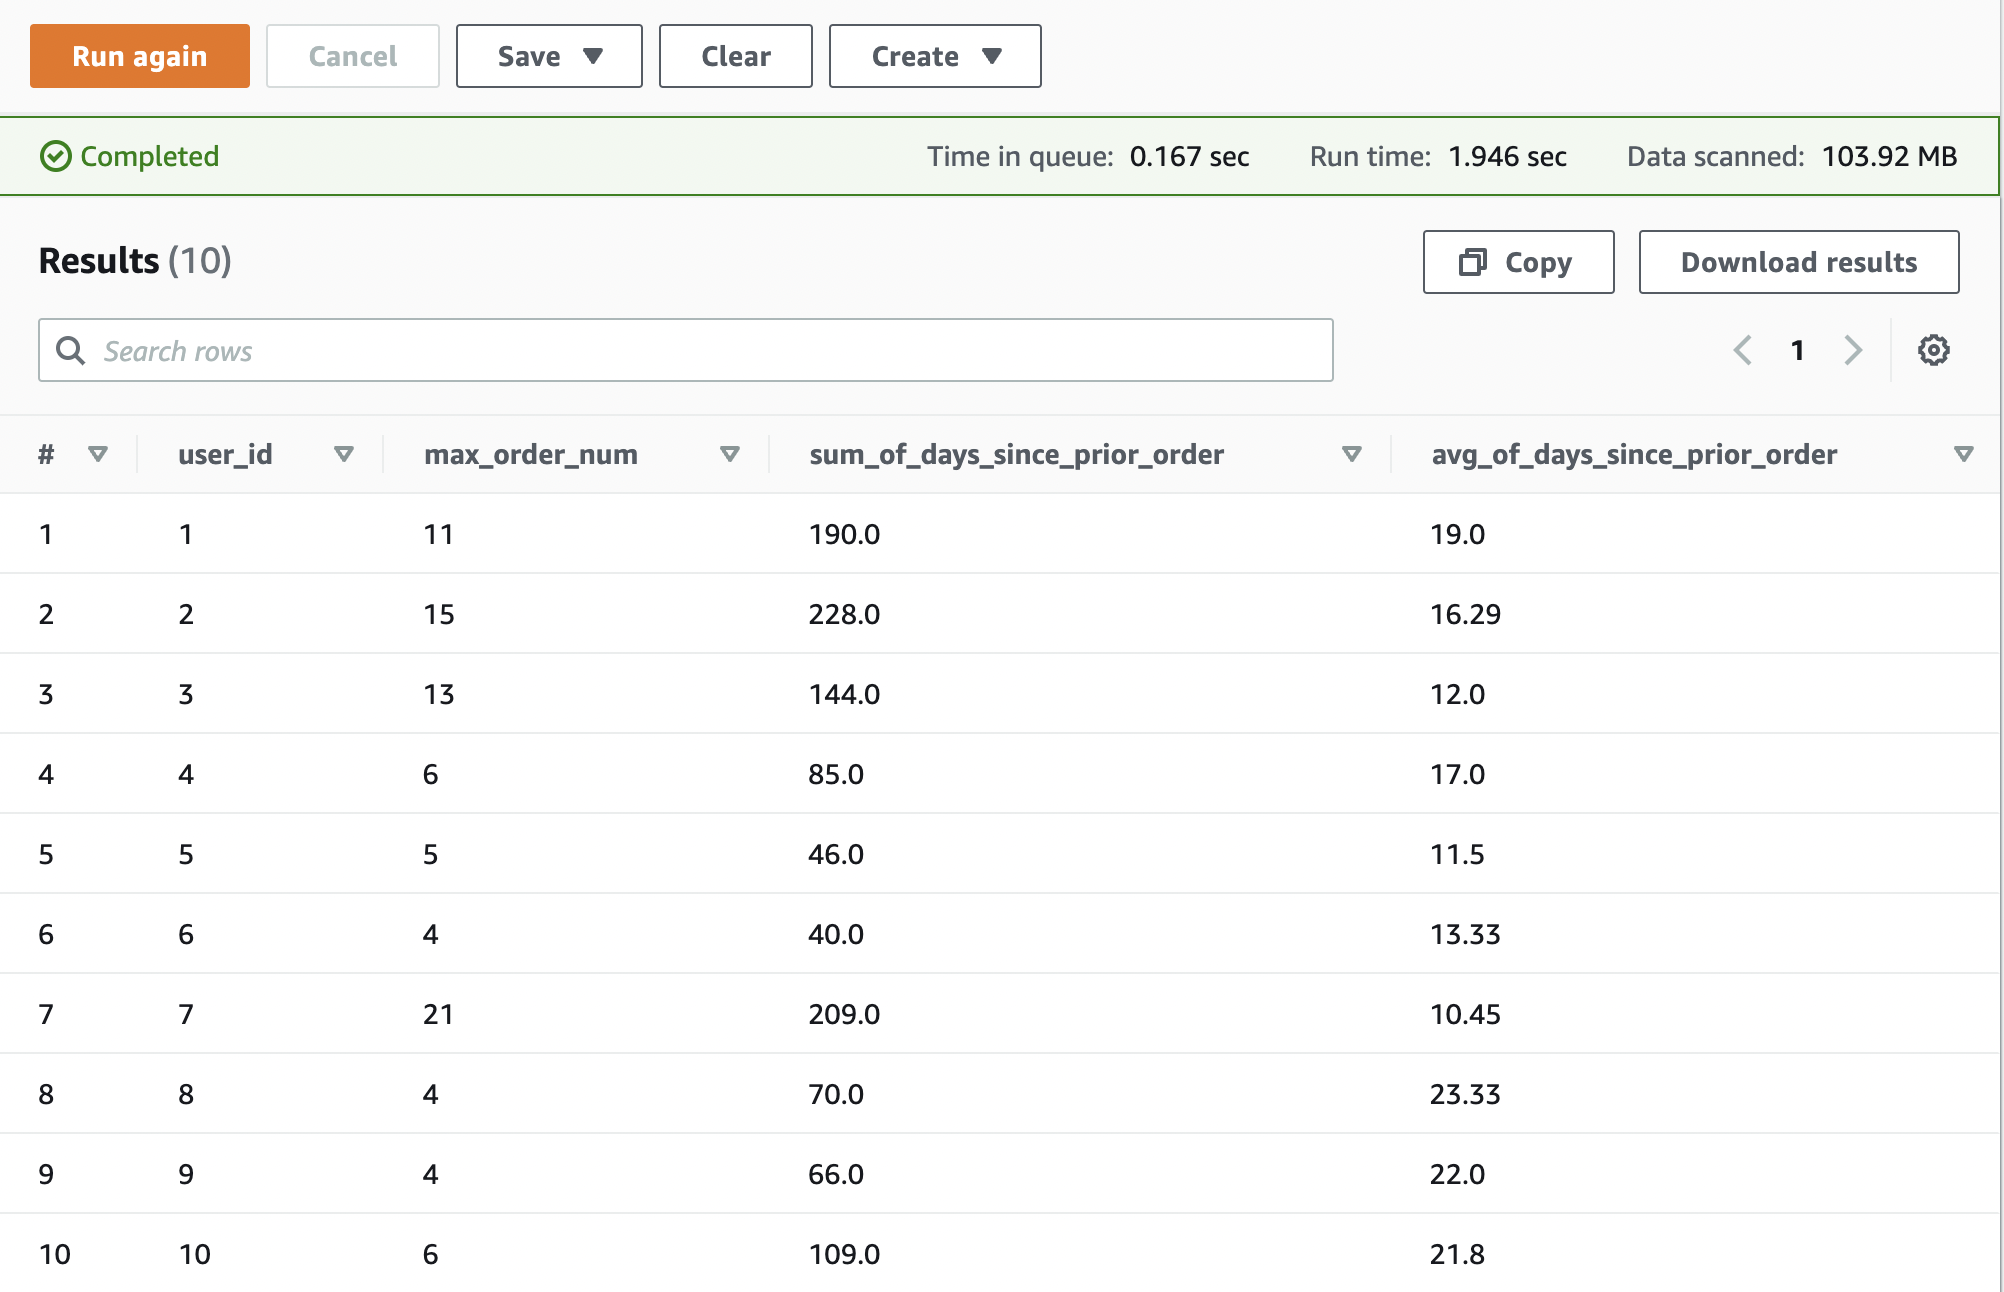 Run again Cancel Save Clear Create
Completed Time in queue: 0.167 sec Run time: 1.946 sec Data scanned: 103.92 MB
Results (10) Copy Download results
Search rows 1
# user_id max_order_num sum_of_days_since_prior_order avg_of_days_since_prior_order
1 1 11 190.0 19.0
2 2 15 228.0 16.29
3 3 13 144.0 12.0
4 4 6 85.0 17.0
5 5 5 46.0 11.5
6 6 4 40.0 13.33
7 7 21 209.0 10.45
8 8 4 70.0 23.33
9 9 4 66.0 22.0
10 10 6 109.0 21.8